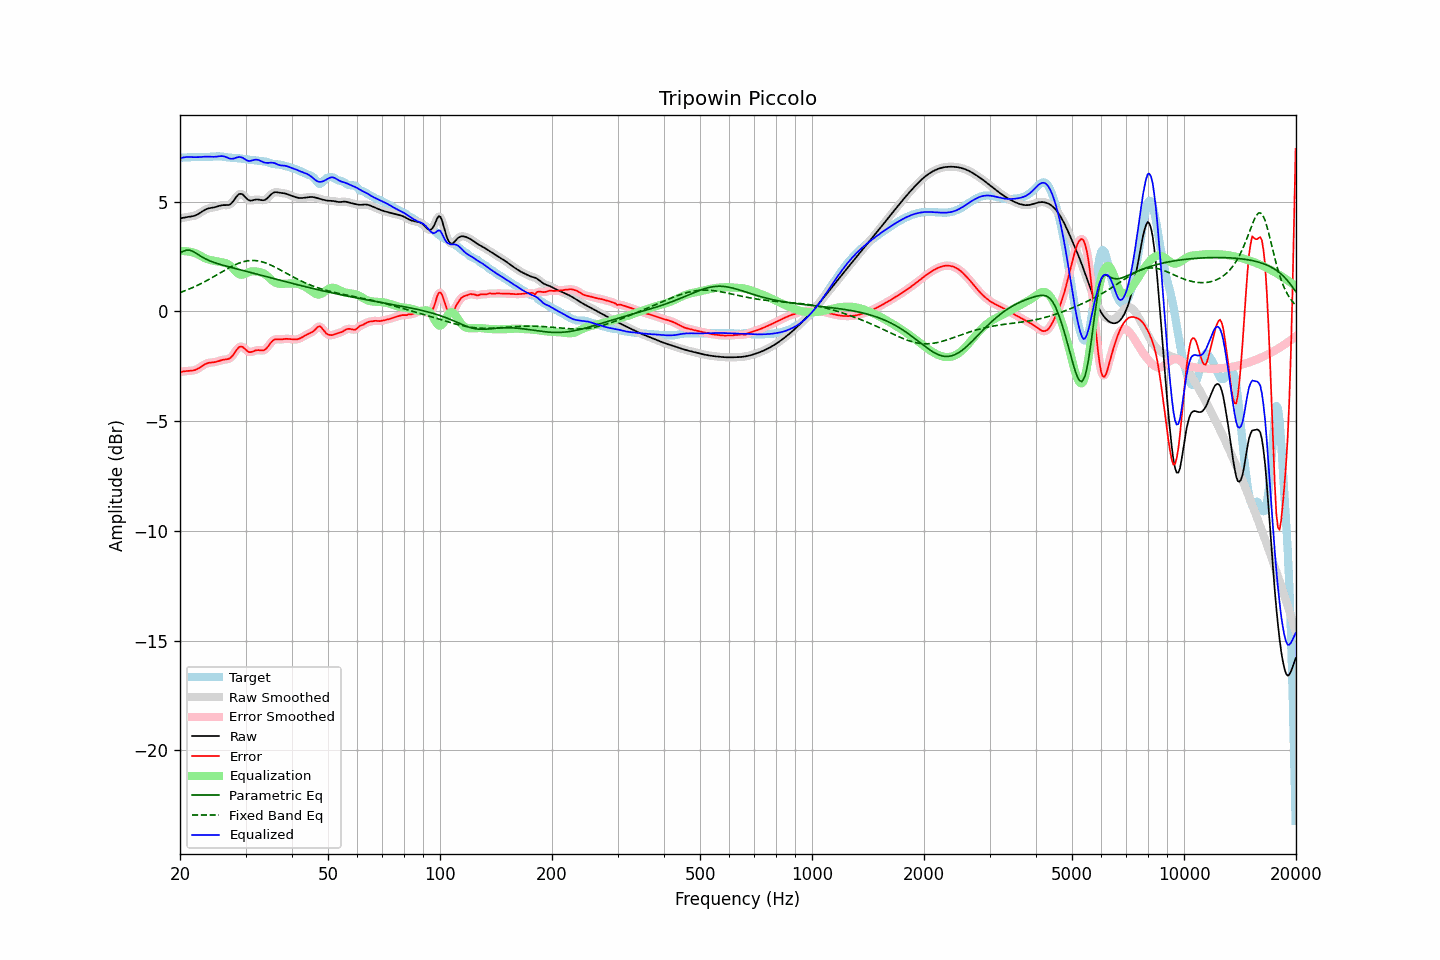 Tripowin Piccolo
Amplitude (dBr)
5
0
−5
−10
−15
−20
Target
Raw Smoothed
Error Smoothed
Raw
Error
Equalization
Parametric Eq
Fixed Band Eq
Equalized
20 50 100 200 500 1000 2000 5000 10000 20000
Frequency (Hz)